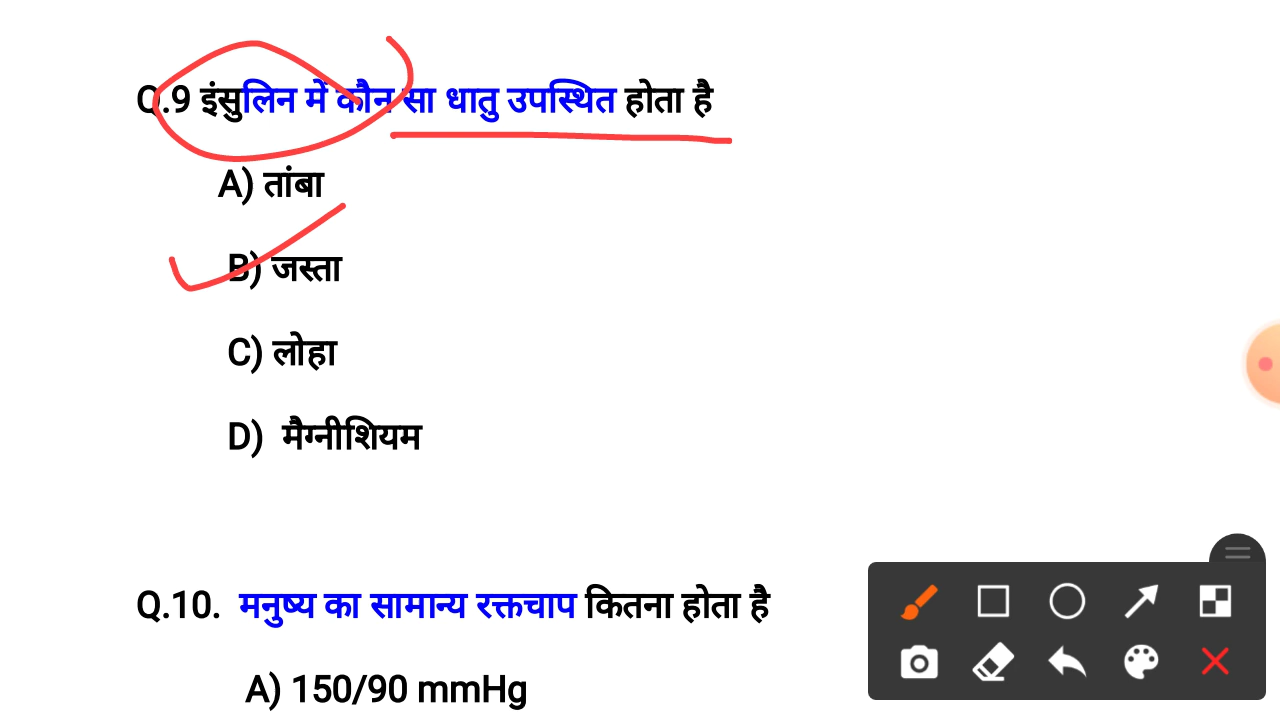 Q.9 इंसुलिन में कौन सा धातु उपस्थित होता है
A) तांबा
B) जस्ता
C) लोहा
D) मैग्नीशियम
Q.10. मनुष्य का सामान्य रक्तचाप कितना होता है
A) 150/90 mmHg